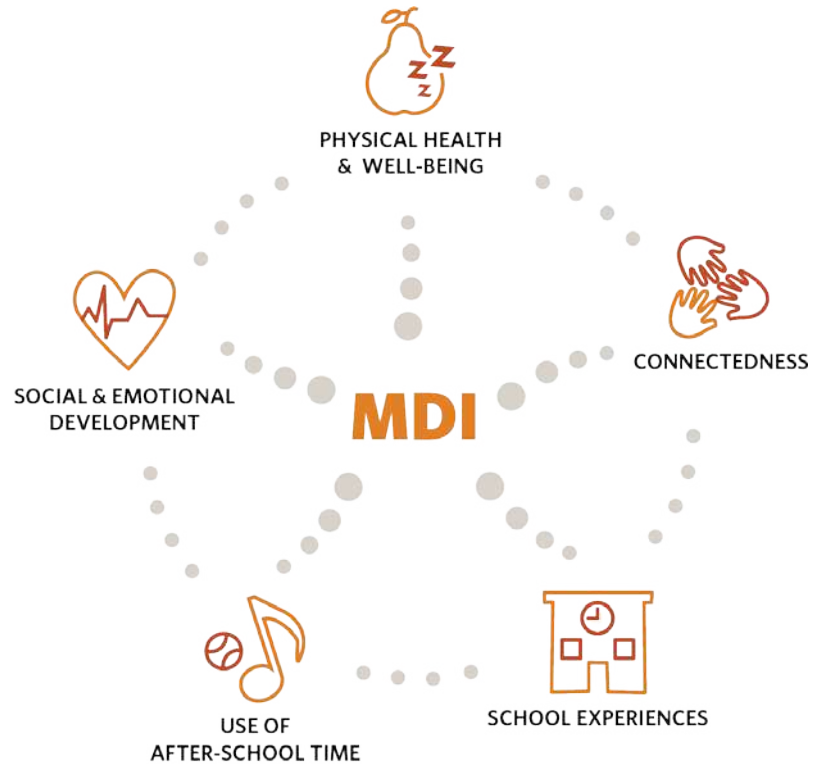 z
z
z
PHYSICAL HEALTH
& WELL-BEING
CONNECTEDNESS
SOCIAL & EMOTIONAL
DEVELOPMENT
MDI
USE OF
AFTER-SCHOOL TIME
SCHOOL EXPERIENCES